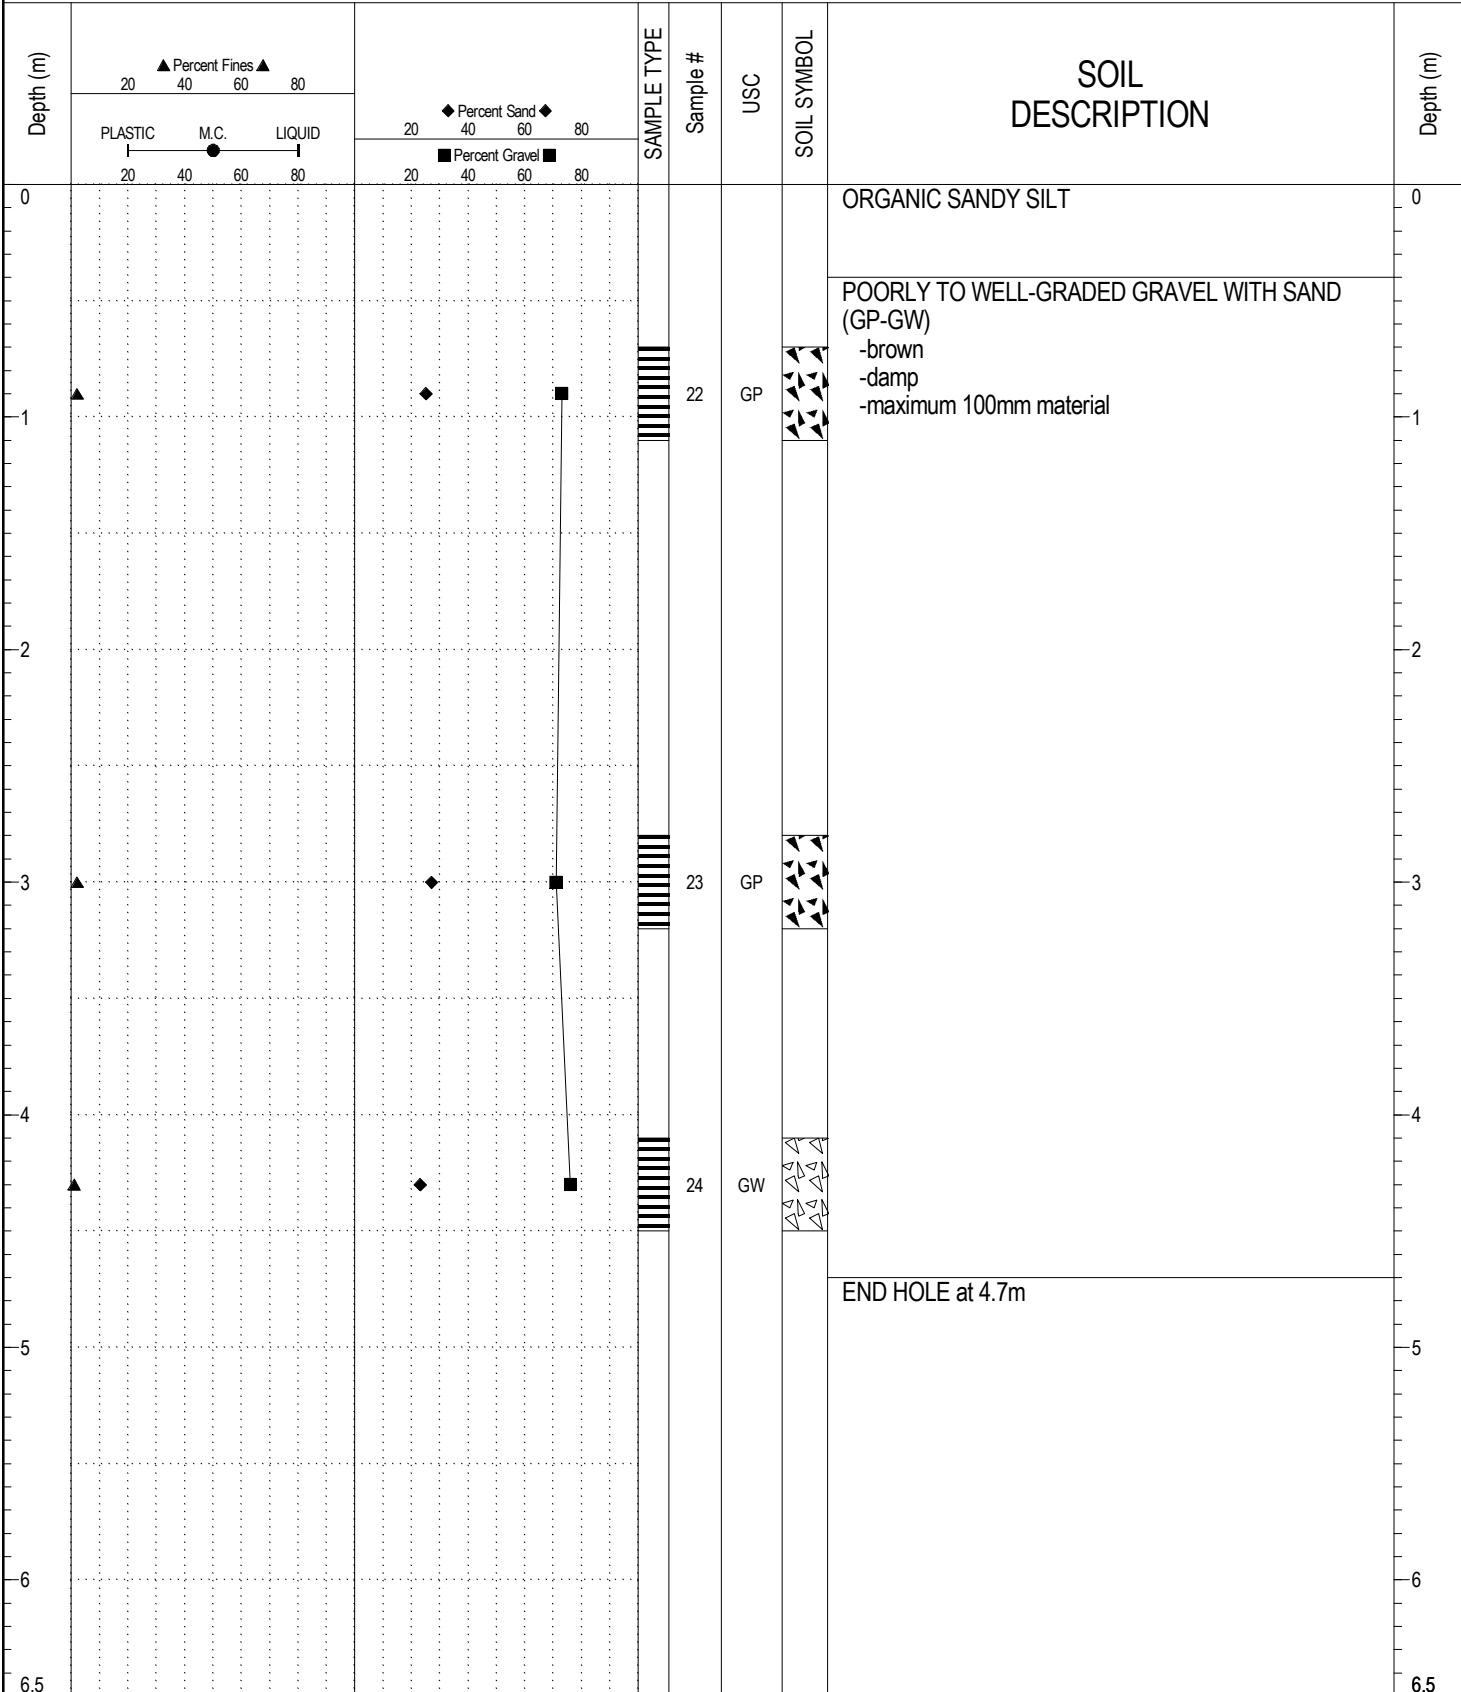 Depth (m)
▲ Percent Fines ▲
20 40 60 80
PLASTIC M.C. LIQUID
20 40 60 80
◆ Percent Sand ◆
20 40 60 80
■ Percent Gravel ■
20 40 60 80
SAMPLE TYPE
Sample #
USC
SOIL SYMBOL
SOIL
DESCRIPTION
Depth (m)
0 ORGANIC SANDY SILT 0
POORLY TO WELL-GRADED GRAVEL WITH SAND
(GP-GW)
-brown
-damp
22 GP
-maximum 100mm material
1 1
2 2
3 23 GP 3
4 4
24 GW
END HOLE at 4.7m
5 5
6 6
6.5 6.5